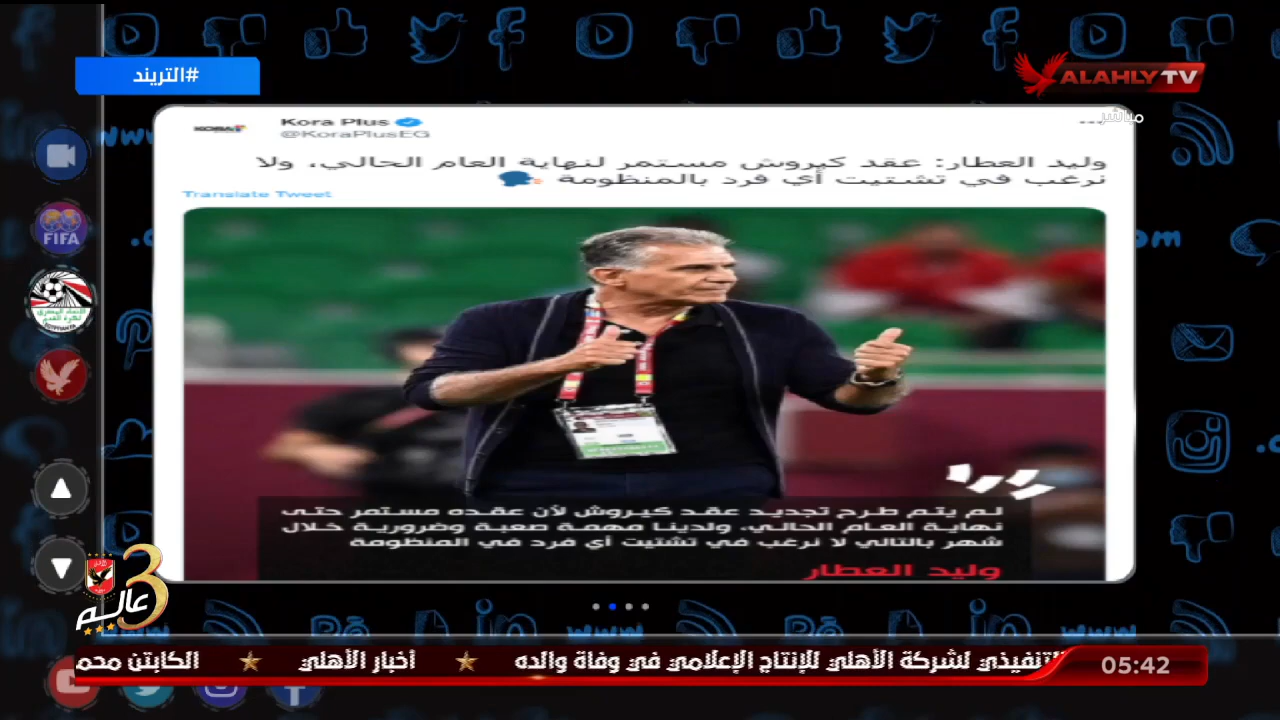 #التريند
ALAHLY TV
مباشر
Kora Plus
@KoraPlusEG
وليد العطار: عقد كيروش مستمر لنهاية العام الحالي، ولا
نرغب في تشتيت أي فرد بالمنظومة
Translate Tweet
FIFA
لم يتم طرح تجديد عقد كيروش لأن عقده مستمر حتى
نهاية العام الحالي، ولدينا مهمة صعبة وضرورية خلال
شهر بالتالي لا نرغب في تشتيت أي فرد في المنظومة
وليد العطار
3 عالم
التنفيذي لشركة الأهلي للإنتاج الإعلامي في وفاة والده ★ أخبار الأهلي ★ الكابتن محم
05:42